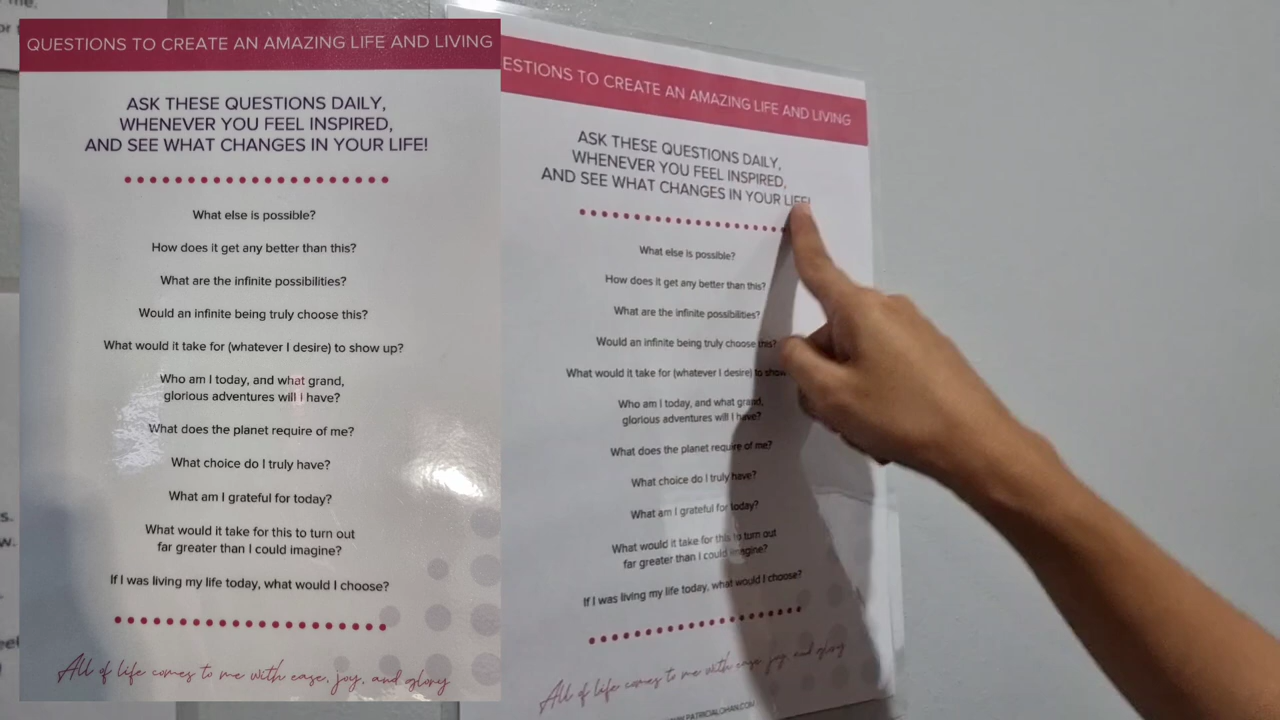 QUESTIONS TO CREATE AN AMAZING LIFE AND LIVING
ASK THESE QUESTIONS DAILY,
WHENEVER YOU FEEL INSPIRED,
AND SEE WHAT CHANGES IN YOUR LIFE!
What else is possible?
How does it get any better than this?
What are the infinite possibilities?
Would an infinite being truly choose this?
What would it take for (whatever I desire) to show up?
Who am I today, and what grand,
glorious adventures will I have?
What does the planet require of me?
What choice do I truly have?
What am I grateful for today?
What would it take for this to turn out
far greater than I could imagine?
If I was living my life today, what would I choose?
All of life comes to me with ease, joy, and glory
ESTIONS TO CREATE AN AMAZING LIFE AND LIVING
ASK THESE QUESTIONS DAILY,
WHENEVER YOU FEEL INSPIRED,
AND SEE WHAT CHANGES IN YOUR LIFE!
What else is possible?
How does it get any better than this?
What are the infinite possibilities?
Would an infinite being truly choose this?
What would it take for (whatever I desire) to show
Who am I today, and what grand,
glorious adventures will I have?
What does the planet require of me?
What choice do I truly have?
What am I grateful for today?
What would it take for this to turn out
far greater than I could imagine?
If I was living my life today, what would I choose?
All of life comes to me with ease, joy, and glory